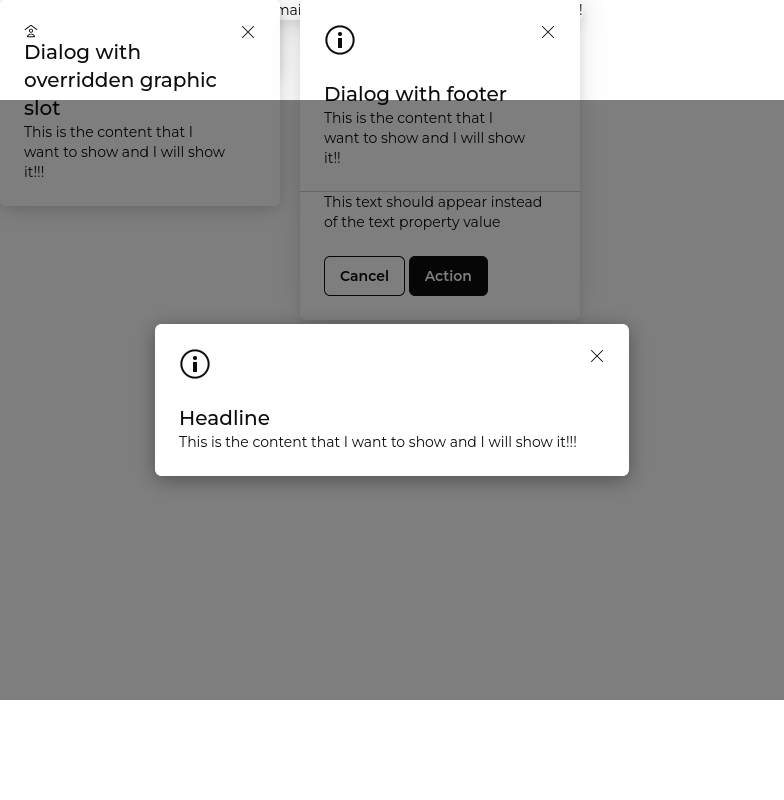 !
Dialog with
overridden graphic
slot
This is the content that I
want to show and I will show
it!!!
Dialog with footer
This is the content that I
want to show and I will show
it!!
This text should appear instead
of the text property value
Cancel Action
Headline
This is the content that I want to show and I will show it!!!